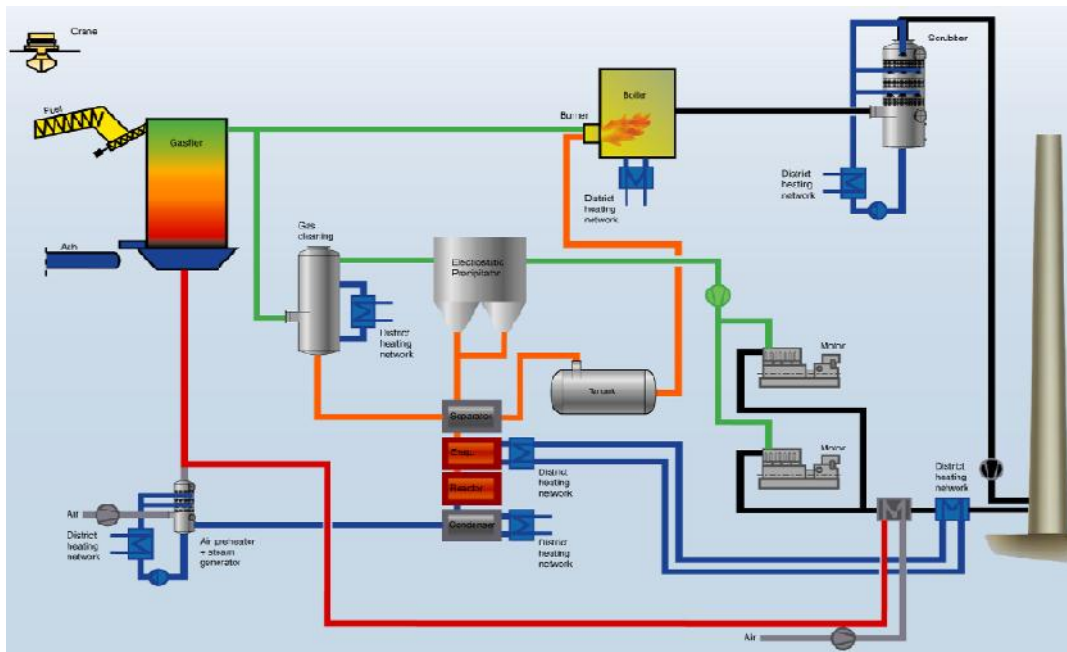 Crane
Scrubber
Fuel
Burner
Boiler
Gasifier
District
heating
network
District
heating
network
Gas
cleaning
Ash
Electrostatic
Precipitator
District
heating
network
Motor
Tar tank
Separator
Motor
District
heating
network
District
heating
network
Reactor
Air
Condenser
District
heating
network
Air preheater
+ steam
generator
District
heating
network
Air